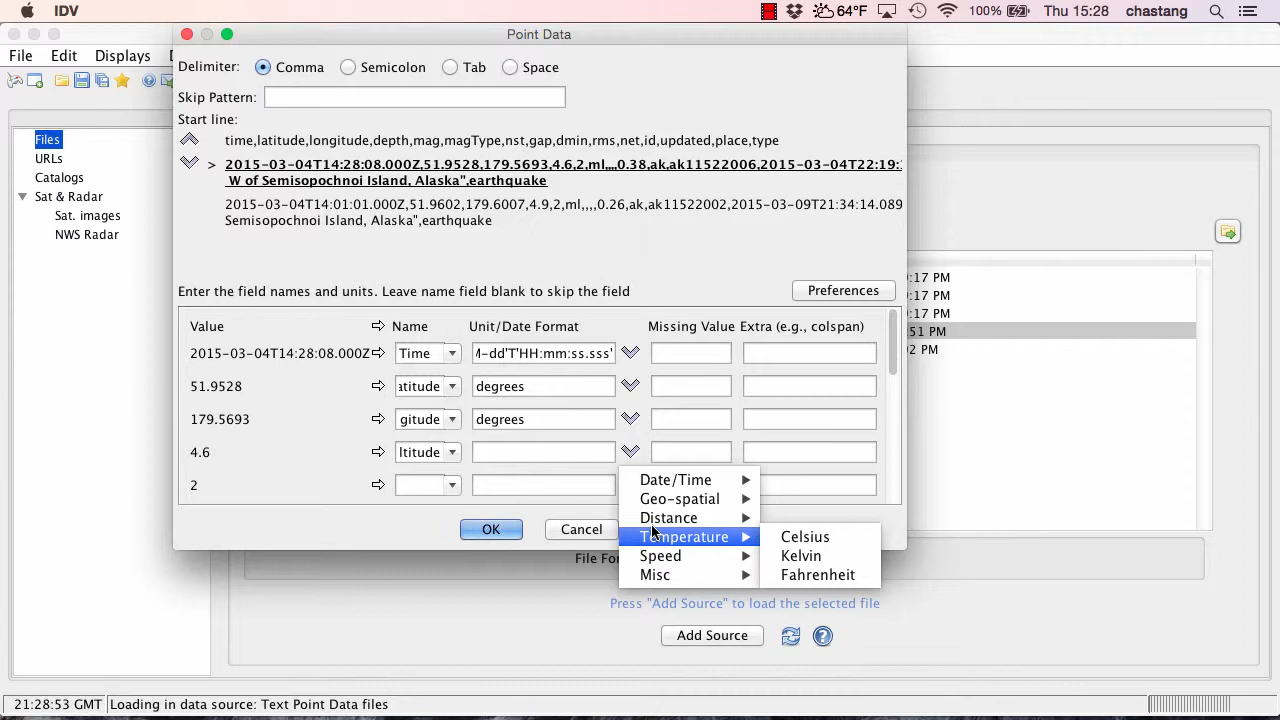 IDV
64°F
100%
Thu 15:28
chastang
File Edit Displays
Point Data
Delimiter: Comma Semicolon Tab Space
Skip Pattern:
Start line:
time,latitude,longitude,depth,mag,magType,nst,gap,dmin,rms,net,id,updated,place,type
> 2015-03-04T14:28:08.000Z,51.9528,179.5693,4.6,2,ml,,,,0.38,ak,ak11522006,2015-03-04T22:19:
W of Semisopochnoi Island, Alaska",earthquake
2015-03-04T14:01:01.000Z,51.9602,179.6007,4.9,2,ml,,,,0.26,ak,ak11522002,2015-03-09T21:34:14.089
Semisopochnoi Island, Alaska",earthquake
Files
URLs
Catalogs
Sat & Radar
Sat. images
NWS Radar
:17 PM
:17 PM
:17 PM
51 PM
2 PM
Enter the field names and units. Leave name field blank to skip the field
Preferences
Value Name Unit/Date Format Missing Value Extra (e.g., colspan)
2015-03-04T14:28:08.000Z Time M-dd'T'HH:mm:ss.sss'
51.9528 atitude degrees
179.5693 gitude degrees
4.6 ltitude
2
Date/Time
Geo-spatial
Distance
Temperature
Speed
Misc
Celsius
Kelvin
Fahrenheit
OK
Cancel
File For
Press "Add Source" to load the selected file
Add Source
21:28:53 GMT Loading in data source: Text Point Data files